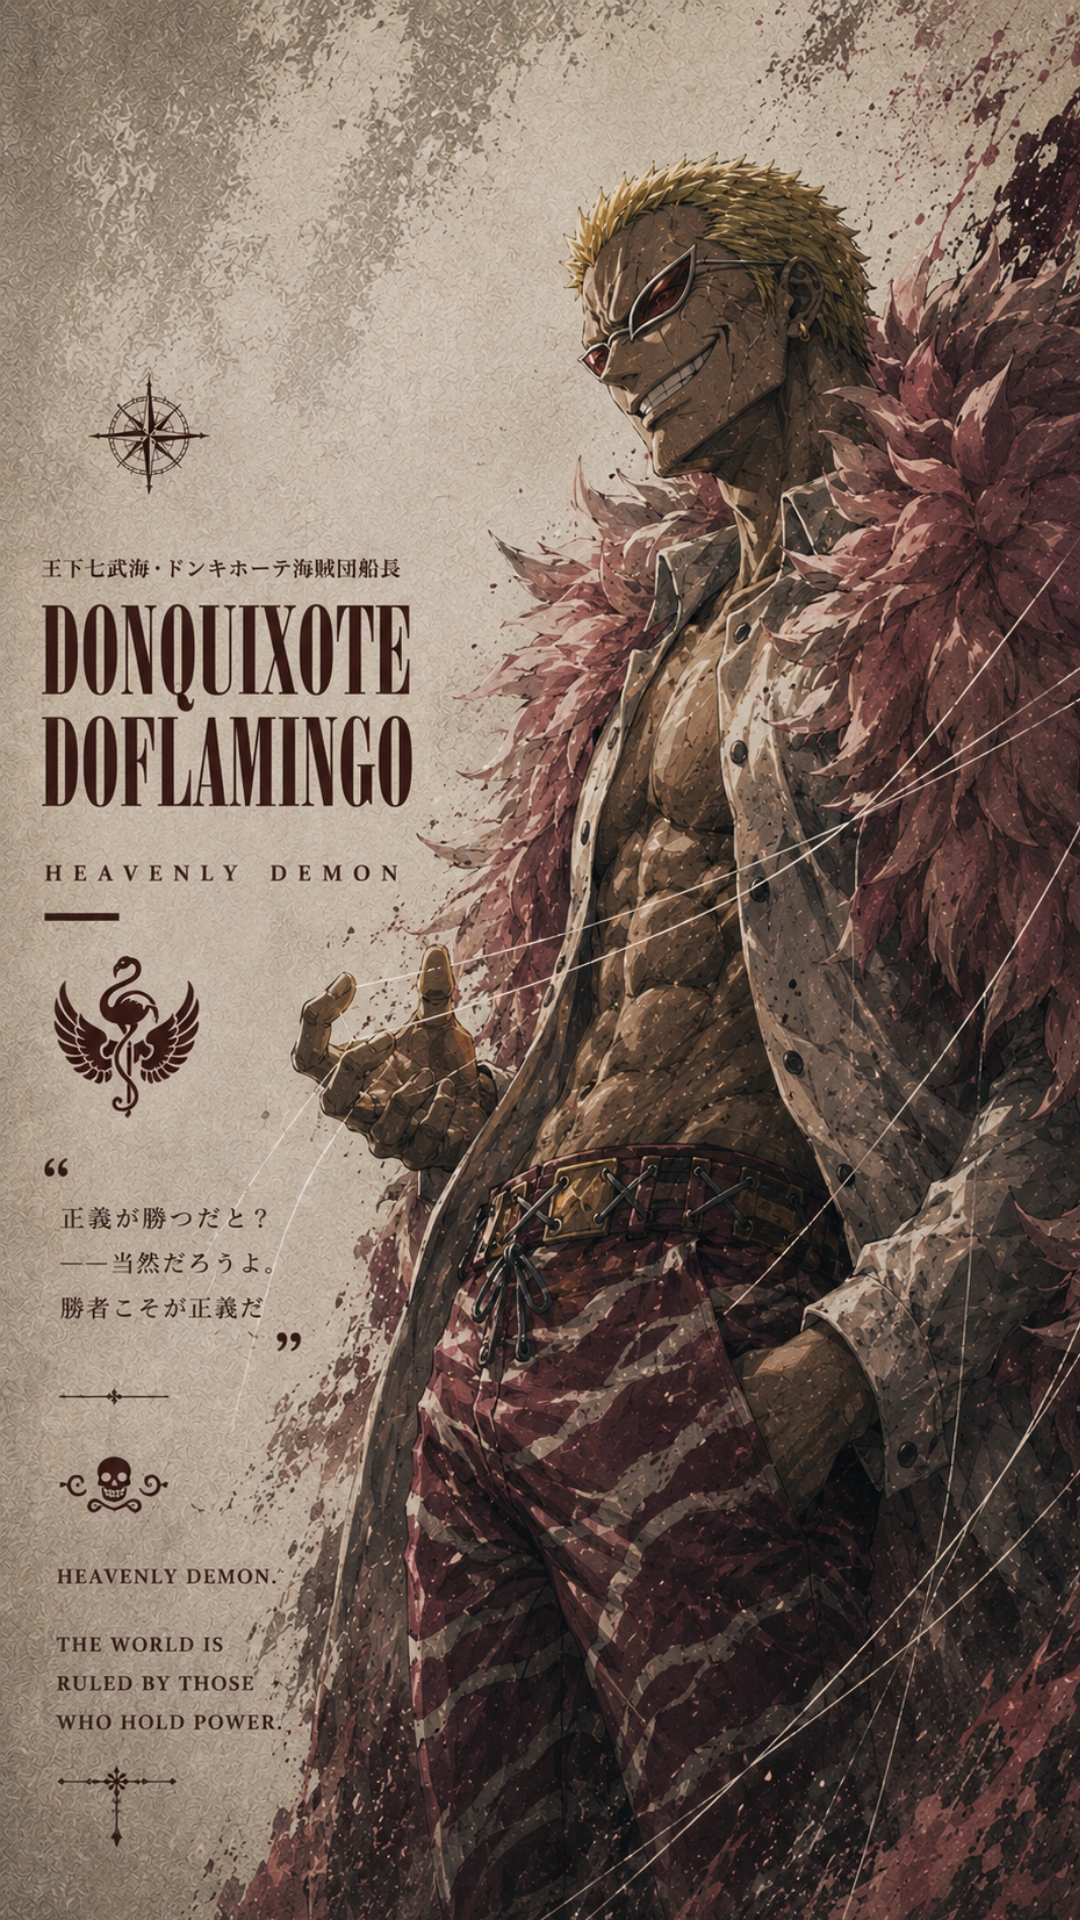 王下七武海・ドンキホーテ海賊団船長
DONQUIXOTE
DOFLAMINGO
HEAVENLY DEMON
“
正義が勝つだと？
——当然だろうよ。
勝者こそが正義だ
”
HEAVENLY DEMON.
THE WORLD IS
RULED BY THOSE
WHO HOLD POWER.